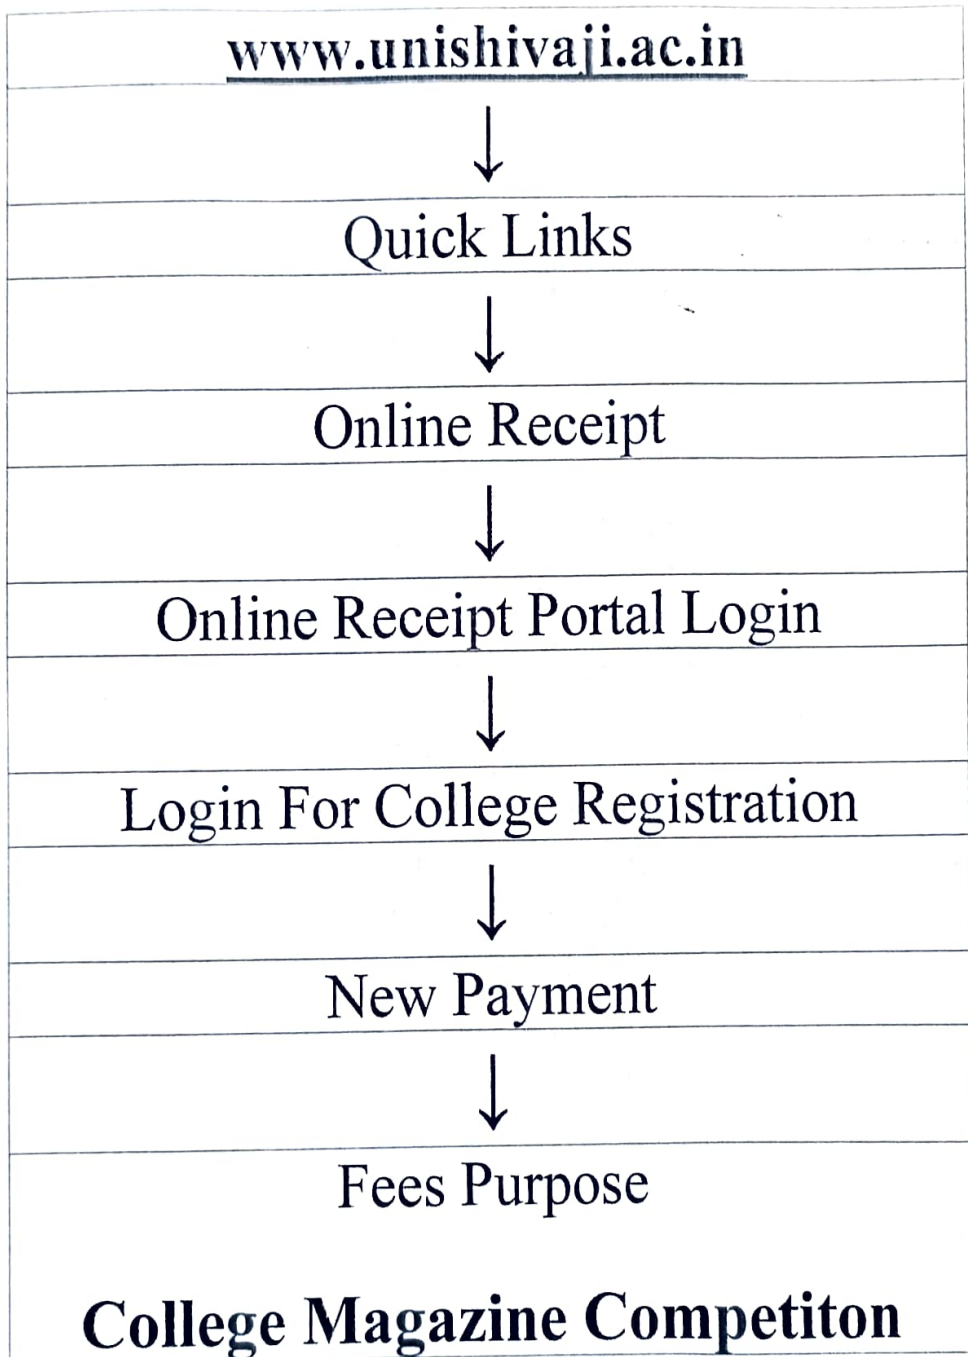 www.unishivaji.ac.in
↓
Quick Links
↓
Online Receipt
↓
Online Receipt Portal Login
↓
Login For College Registration
↓
New Payment
↓
Fees Purpose
College Magazine Competiton